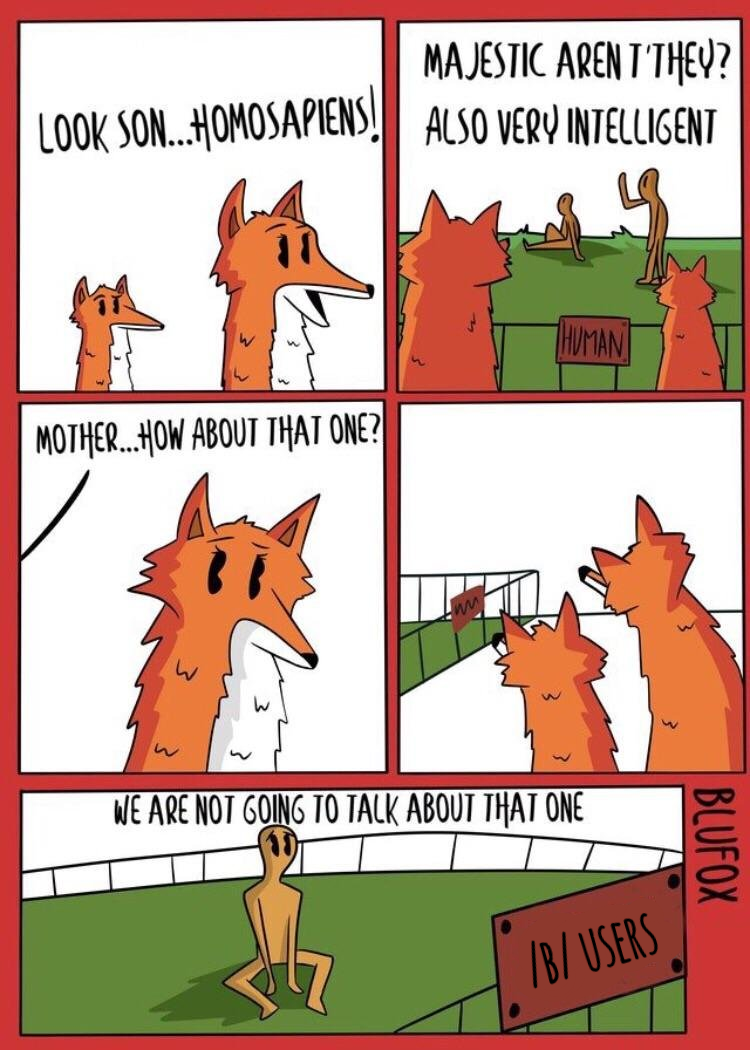 LOOK SON...HOMOSAPIENS!
MAJESTIC AREN T'THEY?
ALSO VERY INTELLIGENT
HUMAN
MOTHER...HOW ABOUT THAT ONE?
WE ARE NOT GOING TO TALK ABOUT THAT ONE
/B/ USERS
BLUFOX